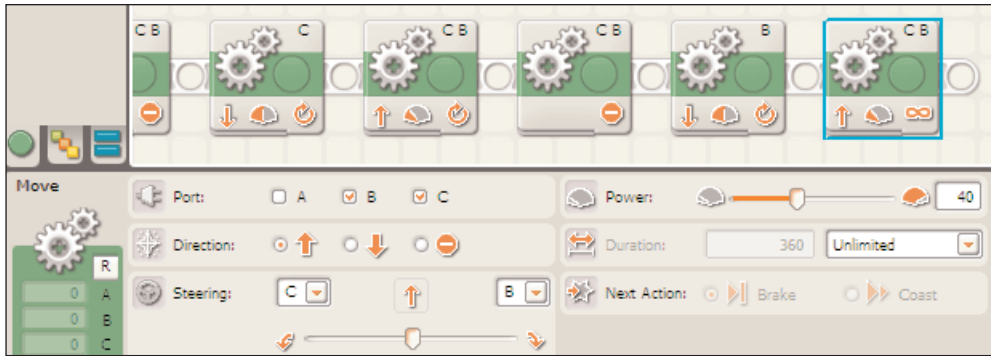 C B
C
C B
C B
B
C B
Move
R
0 A
0 B
0 C
Port: A B C
Direction:
Steering: C B
Power: 40
Duration: 360 Unlimited
Next Action: Brake Coast